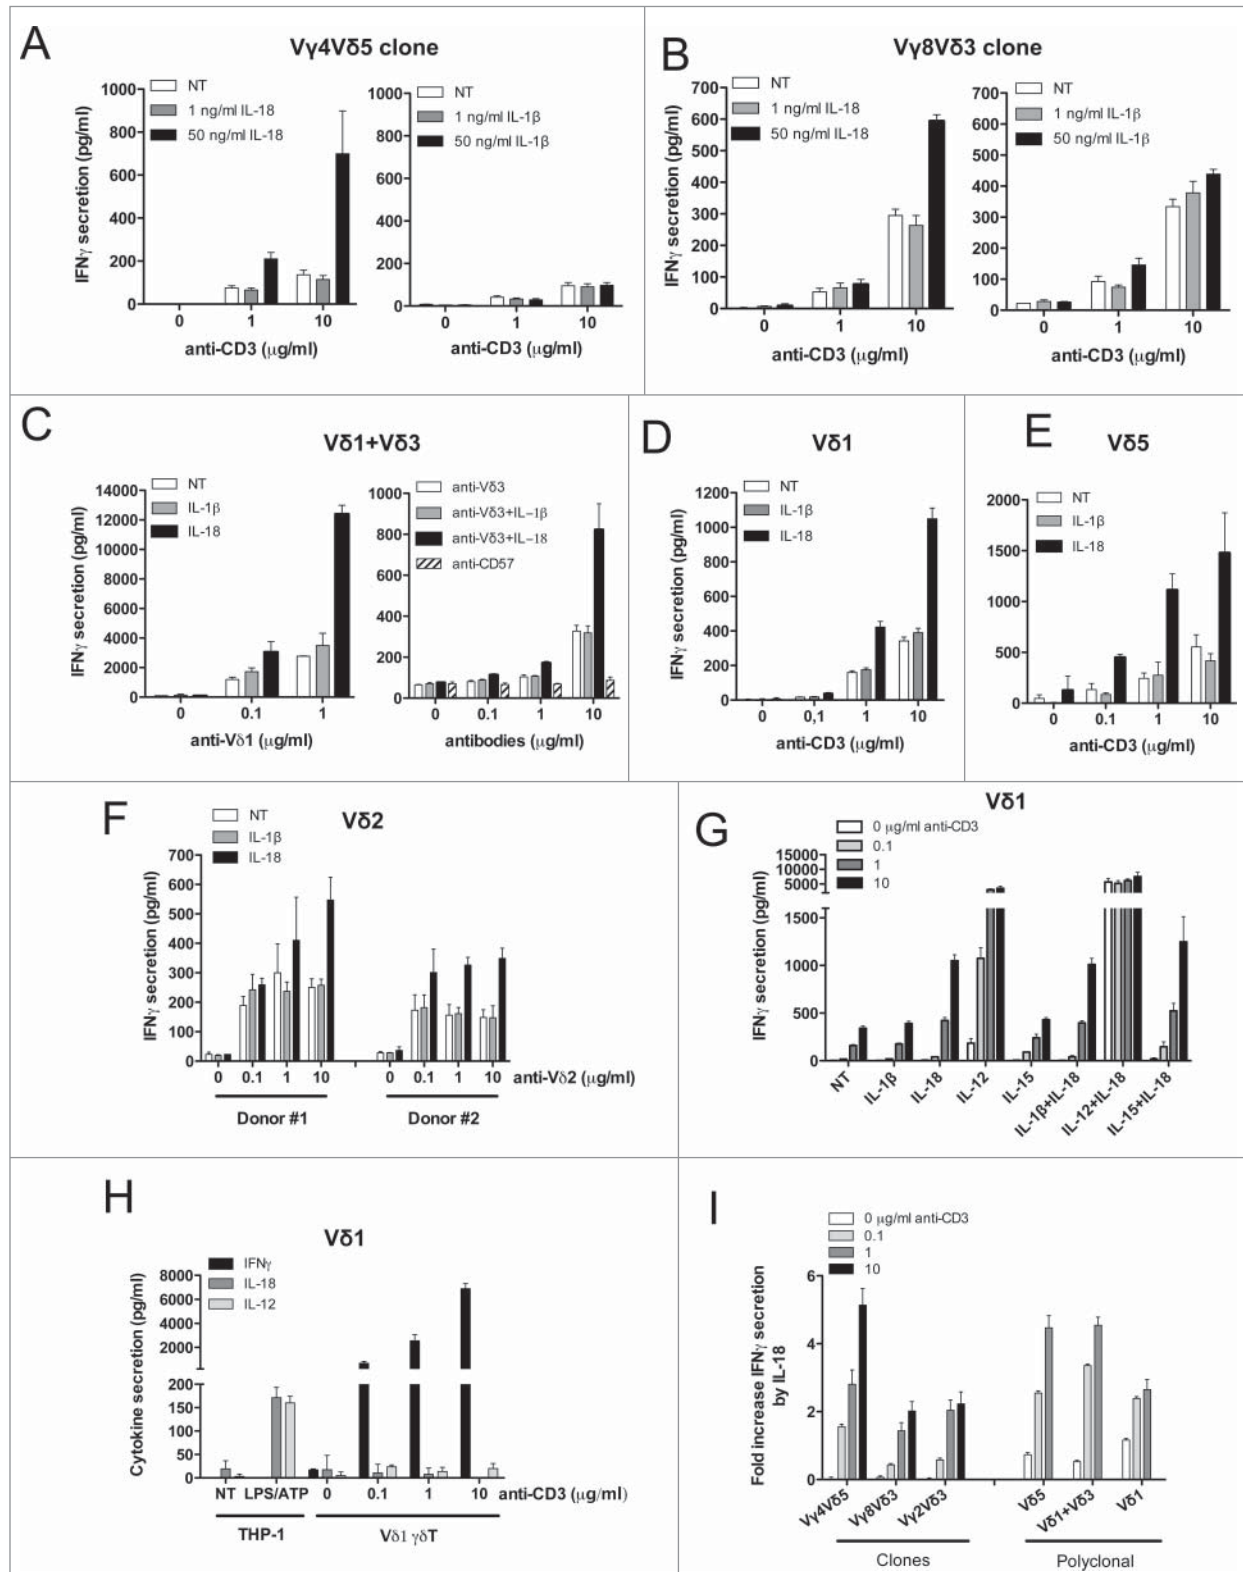 A
Vγ4Vδ5 clone
NT
1 ng/ml IL-18
50 ng/ml IL-18
IFNγ secretion (pg/ml)
1000
800
600
400
200
0
0 1 10
anti-CD3 (μg/ml)
NT
1 ng/ml IL-1β
50 ng/ml IL-1β
1000
800
600
400
200
0
0 1 10
anti-CD3 (μg/ml)
B
Vγ8Vδ3 clone
NT
1 ng/ml IL-18
50 ng/ml IL-18
IFNγ secretion (pg/ml)
700
600
500
400
300
200
100
0
0 1 10
anti-CD3 (μg/ml)
NT
1 ng/ml IL-1β
50 ng/ml IL-1β
700
600
500
400
300
200
100
0
0 1 10
anti-CD3 (μg/ml)
C
Vδ1+Vδ3
NT
IL-1β
IL-18
IFNγ secretion (pg/ml)
14000
12000
10000
8000
6000
4000
2000
0
0 0.1 1
anti-Vδ1 (μg/ml)
anti-Vδ3
anti-Vδ3+IL-1β
anti-Vδ3+IL-18
anti-CD57
1000
800
600
400
200
0
0 0.1 1 10
antibodies (μg/ml)
D
Vδ1
NT
IL-1β
IL-18
IFNγ secretion (pg/ml)
1200
1000
800
600
400
200
0
0 0,1 1 10
anti-CD3 (μg/ml)
E
Vδ5
NT
IL-1β
IL-18
2000
1500
1000
500
0
0 0.1 1 10
anti-CD3 (μg/ml)
F
Vδ2
NT
IL-1β
IL-18
IFNγ secretion (pg/ml)
700
600
500
400
300
200
100
0
0 0.1 1 10 0 0.1 1 10 anti-Vδ2 (μg/ml)
Donor #1 Donor #2
G
Vδ1
0 μg/ml anti-CD3
0.1
1
10
IFNγ secretion (pg/ml)
15000
10000
5000
1500
1000
500
0
NT IL-1β IL-18 IL-12 IL-15 IL-1β+IL-18 IL-12+IL-18 IL-15+IL-18
H
Vδ1
IFNγ
IL-18
IL-12
Cytokine secretion (pg/ml)
8000
6000
4000
2000
200
150
100
50
0
NT LPS/ATP 0 0.1 1 10 anti-CD3 (μg/ml)
THP-1 Vδ1 γδT
I
0 μg/ml anti-CD3
0.1
1
10
Fold increase IFNγ secretion
by IL-18
6
4
2
0
Vγ4Vδ5 Vγ8Vδ3 Vγ2Vδ3 Vδ5 Vδ1+Vδ3 Vδ1
Clones Polyclonal